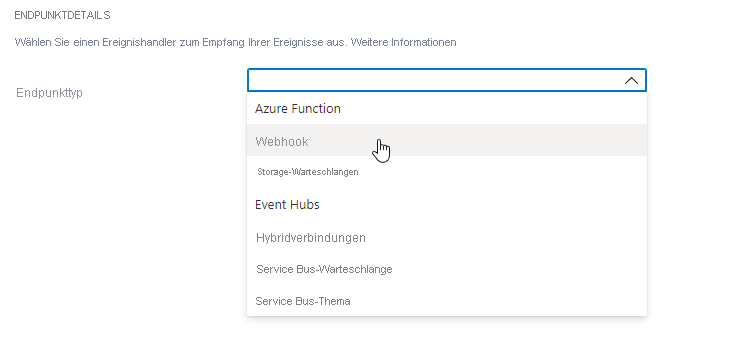 ENDPUNKTDETAILS
Wählen Sie einen Ereignishandler zum Empfang Ihrer Ereignisse aus. Weitere Informationen
Endpunkttyp
Azure Function
Webhook
Storage-Warteschlangen
Event Hubs
Hybridverbindungen
Service Bus-Warteschlange
Service Bus-Thema